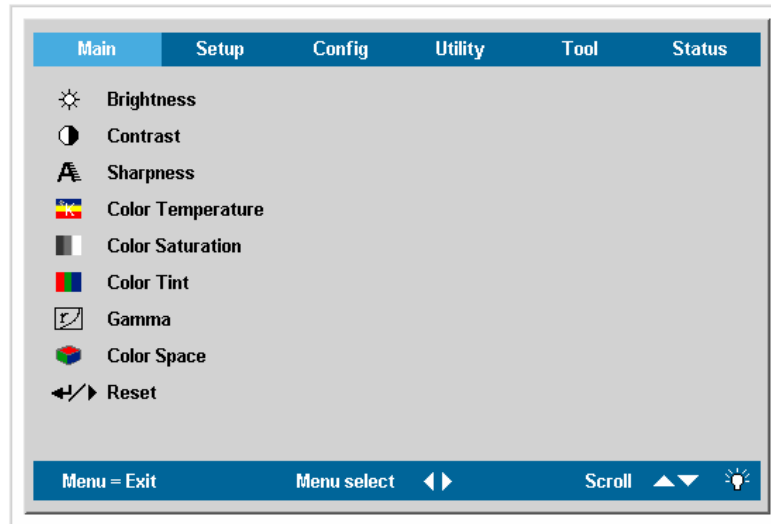 Main Setup Config Utility Tool Status
Brightness
Contrast
Sharpness
°K Color Temperature
Color Saturation
Color Tint
Gamma
Color Space
Reset
Menu = Exit Menu select Scroll